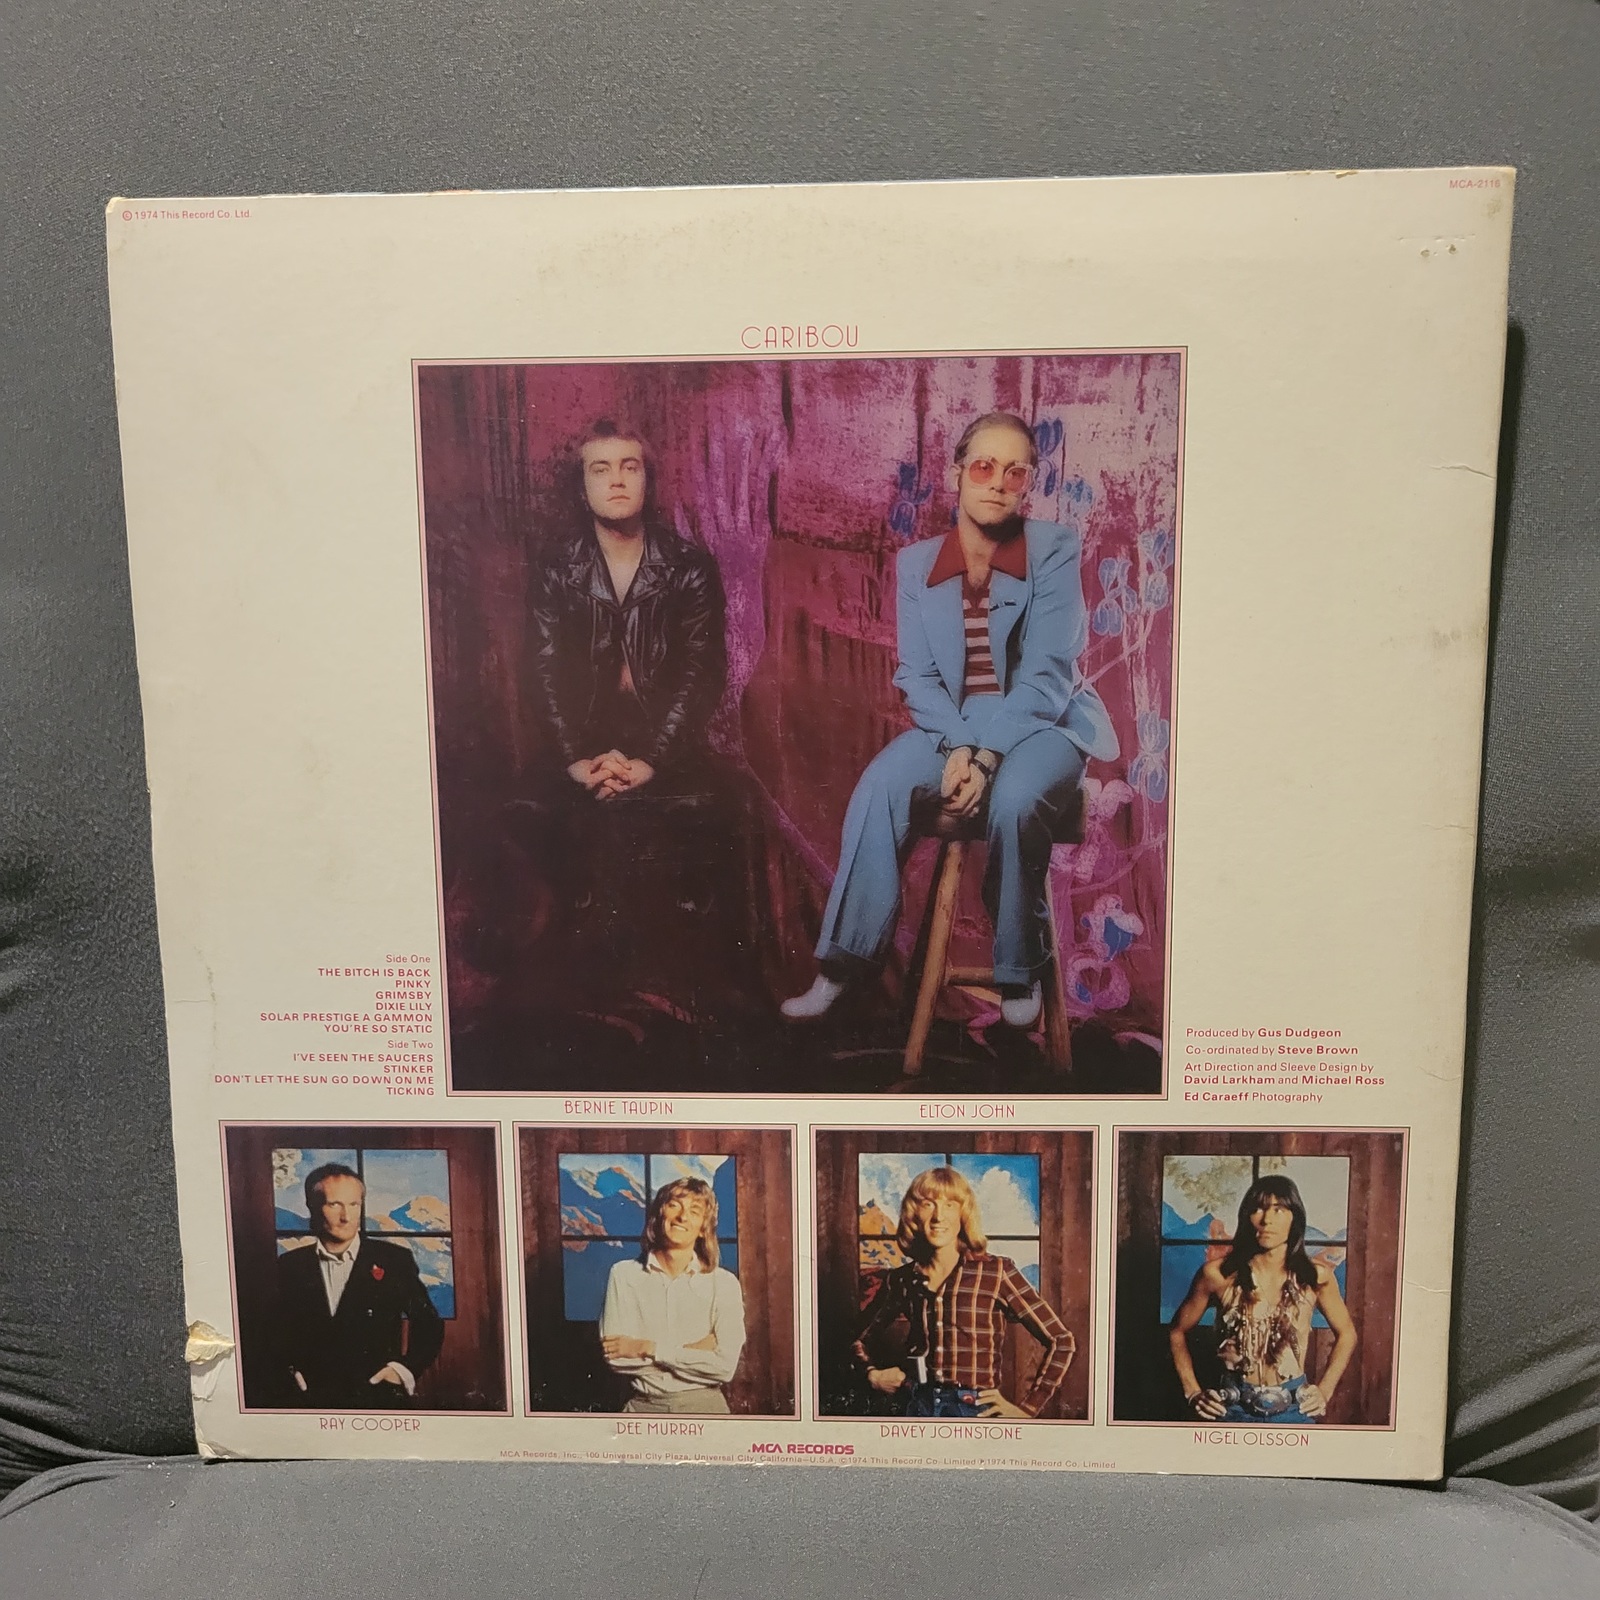 © 1974 This Record Co. Ltd.
MCA-2116
CARIBOU
Side One
THE BITCH IS BACK
PINKY
GRIMSBY
DIXIE LILY
SOLAR PRESTIGE A GAMMON
YOU'RE SO STATIC
Side Two
I'VE SEEN THE SAUCERS
STINKER
DON'T LET THE SUN GO DOWN ON ME
TICKING
Produced by Gus Dudgeon
Co-ordinated by Steve Brown
Art Direction and Sleeve Design by
David Larkham and Michael Ross
Ed Caraeff Photography
BERNIE TAUPIN
ELTON JOHN
RAY COOPER
DEE MURRAY
DAVEY JOHNSTONE
NIGEL OLSSON
MCA RECORDS
MCA Records, Inc., 100 Universal City Plaza, Universal City, California—U.S.A. ©1974 This Record Co. Limited ℗1974 This Record Co. Limited